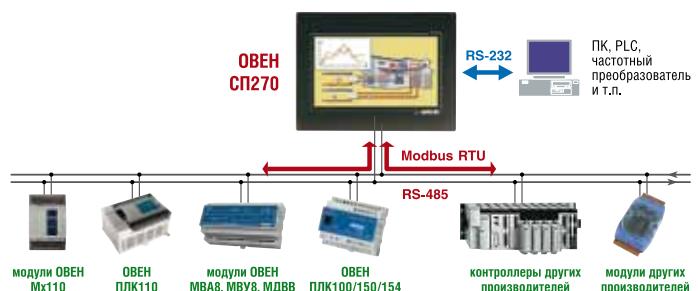 ОВЕН
СП270
RS-232
ПК, PLC,
частотный
преобразователь
и т.п.
Modbus RTU
RS-485
модули ОВЕН
Мх110
ОВЕН
ПЛК110
модули ОВЕН
МВА8, МВУ8, МДВВ
ОВЕН
ПЛК100/150/154
контроллеры других
производителей
модули других
производителей